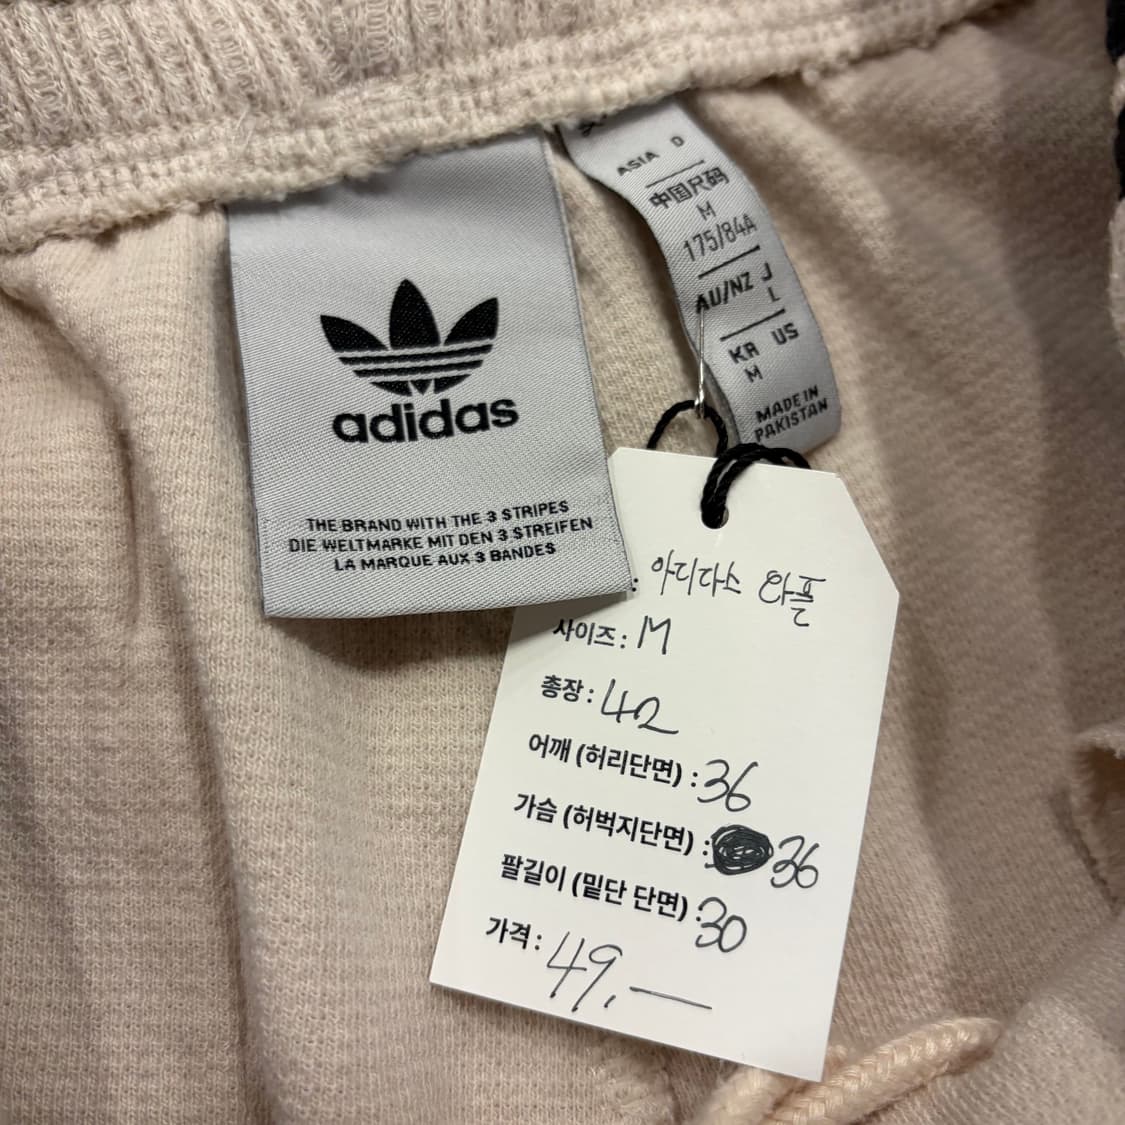 ASIA D
中国尺码
M
175/84A
AU/NZ J
L
KR US
M
MADE IN
PAKISTAN
adidas
THE BRAND WITH THE 3 STRIPES
DIE WELTMARKE MIT DEN 3 STREIFEN
LA MARQUE AUX 3 BANDES
: 아디다스 와플
사이즈 : M
총장 : 42
어깨 (허리단면) : 36
가슴 (허벅지단면) : 36
팔길이 (밑단 단면) : 30
가격 : 49.—